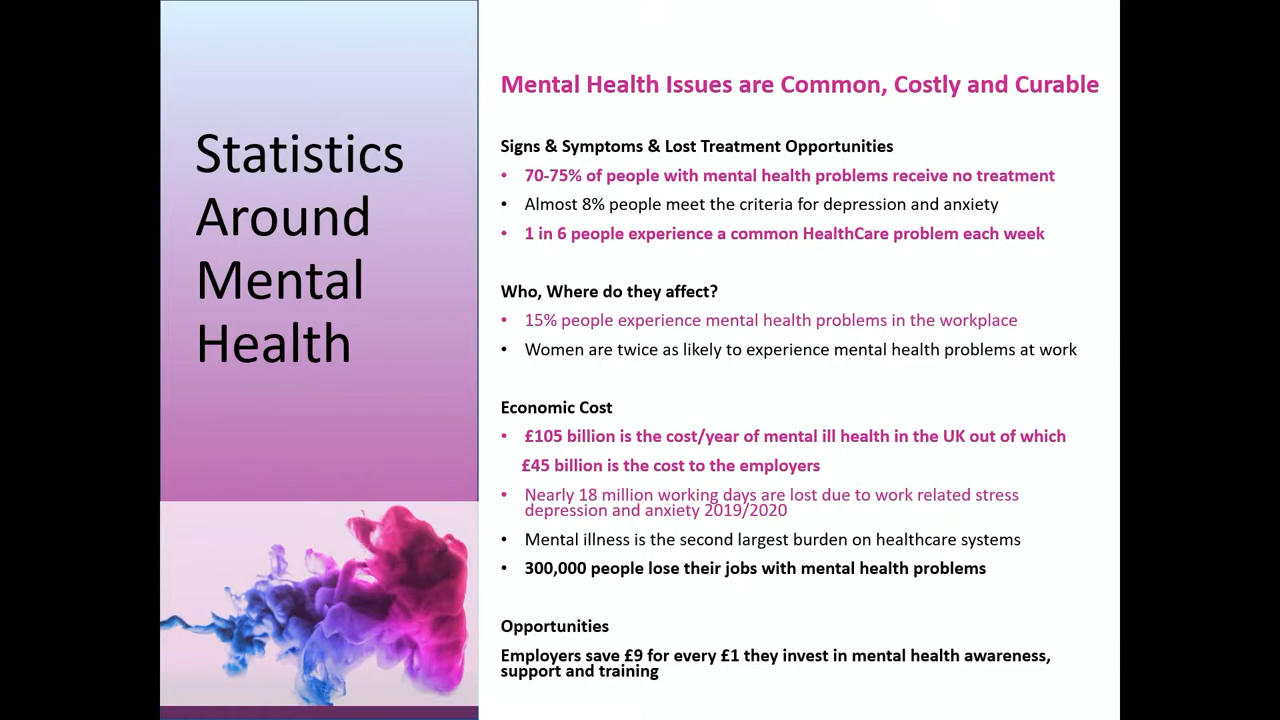 Statistics
Around
Mental
Health
Mental Health Issues are Common, Costly and Curable
Signs & Symptoms & Lost Treatment Opportunities
• 70-75% of people with mental health problems receive no treatment
• Almost 8% people meet the criteria for depression and anxiety
• 1 in 6 people experience a common HealthCare problem each week
Who, Where do they affect?
• 15% people experience mental health problems in the workplace
• Women are twice as likely to experience mental health problems at work
Economic Cost
• £105 billion is the cost/year of mental ill health in the UK out of which
£45 billion is the cost to the employers
• Nearly 18 million working days are lost due to work related stress
depression and anxiety 2019/2020
• Mental illness is the second largest burden on healthcare systems
• 300,000 people lose their jobs with mental health problems
Opportunities
Employers save £9 for every £1 they invest in mental health awareness,
support and training